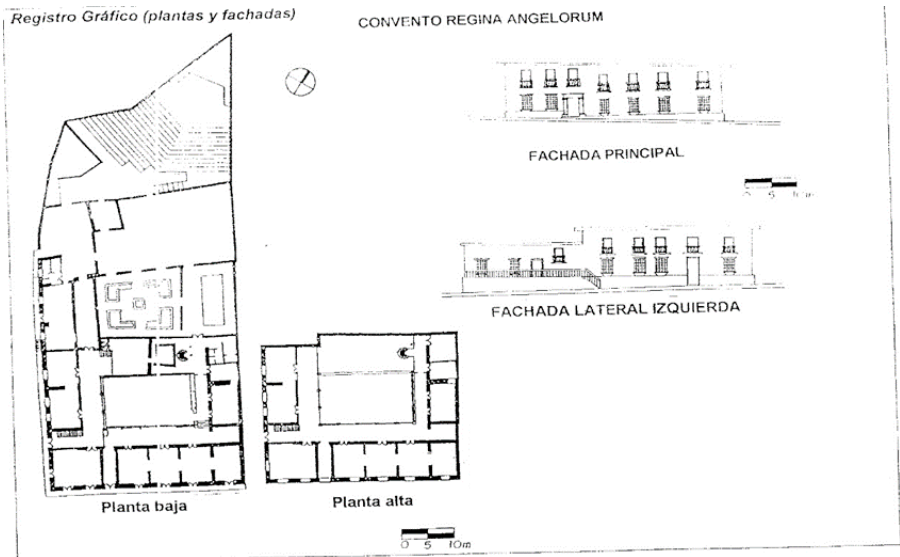 Registro Gráfico (plantas y fachadas)
CONVENTO REGINA ANGELORUM
FACHADA PRINCIPAL
0 5 10m
FACHADA LATERAL IZQUIERDA
Planta baja
Planta alta
0 5 10m